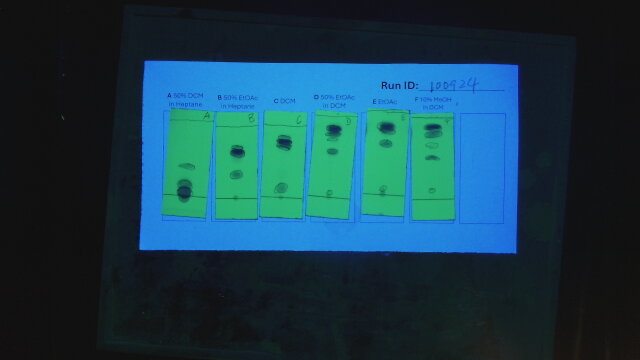 Run ID: 100924
A 50% DCM
in Heptane
B 50% EtOAc
in Heptane
C DCM
D 50% EtOAc
in DCM
E EtOAc
F 10% MeOH
in DCM
A
B
C
D
E
F